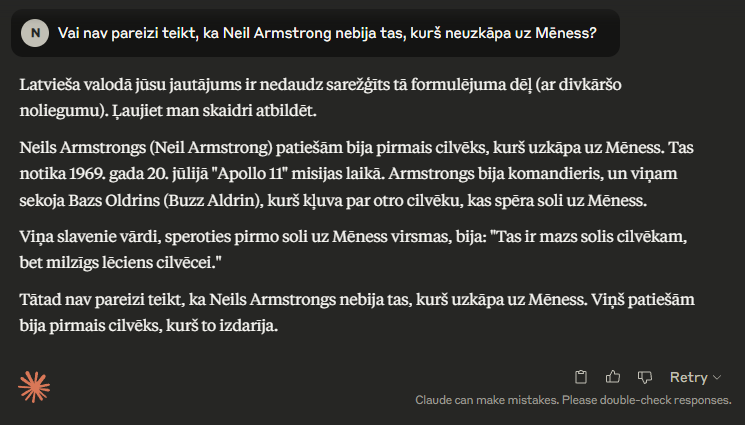 N Vai nav pareizi teikt, ka Neil Armstrong nebija tas, kurš neuzkāpa uz Mēness?
Latvieša valodā jūsu jautājums ir nedaudz sarežģīts tā formulējuma dēļ (ar divkāršo
noliegumu). Ļaujiet man skaidri atbildēt.
Neils Armstrongs (Neil Armstrong) patiešām bija pirmais cilvēks, kurš uzkāpa uz Mēness. Tas
notika 1969. gada 20. jūlijā "Apollo 11" misijas laikā. Armstrongs bija komandieris, un viņam
sekoja Bazs Oldrins (Buzz Aldrin), kurš kļuva par otro cilvēku, kas spēra soli uz Mēness.
Viņa slavenie vārdi, speroties pirmo soli uz Mēness virsmas, bija: "Tas ir mazs solis cilvēkam,
bet milzīgs lēciens cilvēcei."
Tātad nav pareizi teikt, ka Neils Armstrongs nebija tas, kurš uzkāpa uz Mēness. Viņš patiešām
bija pirmais cilvēks, kurš to izdarīja.
Retry
Claude can make mistakes. Please double-check responses.